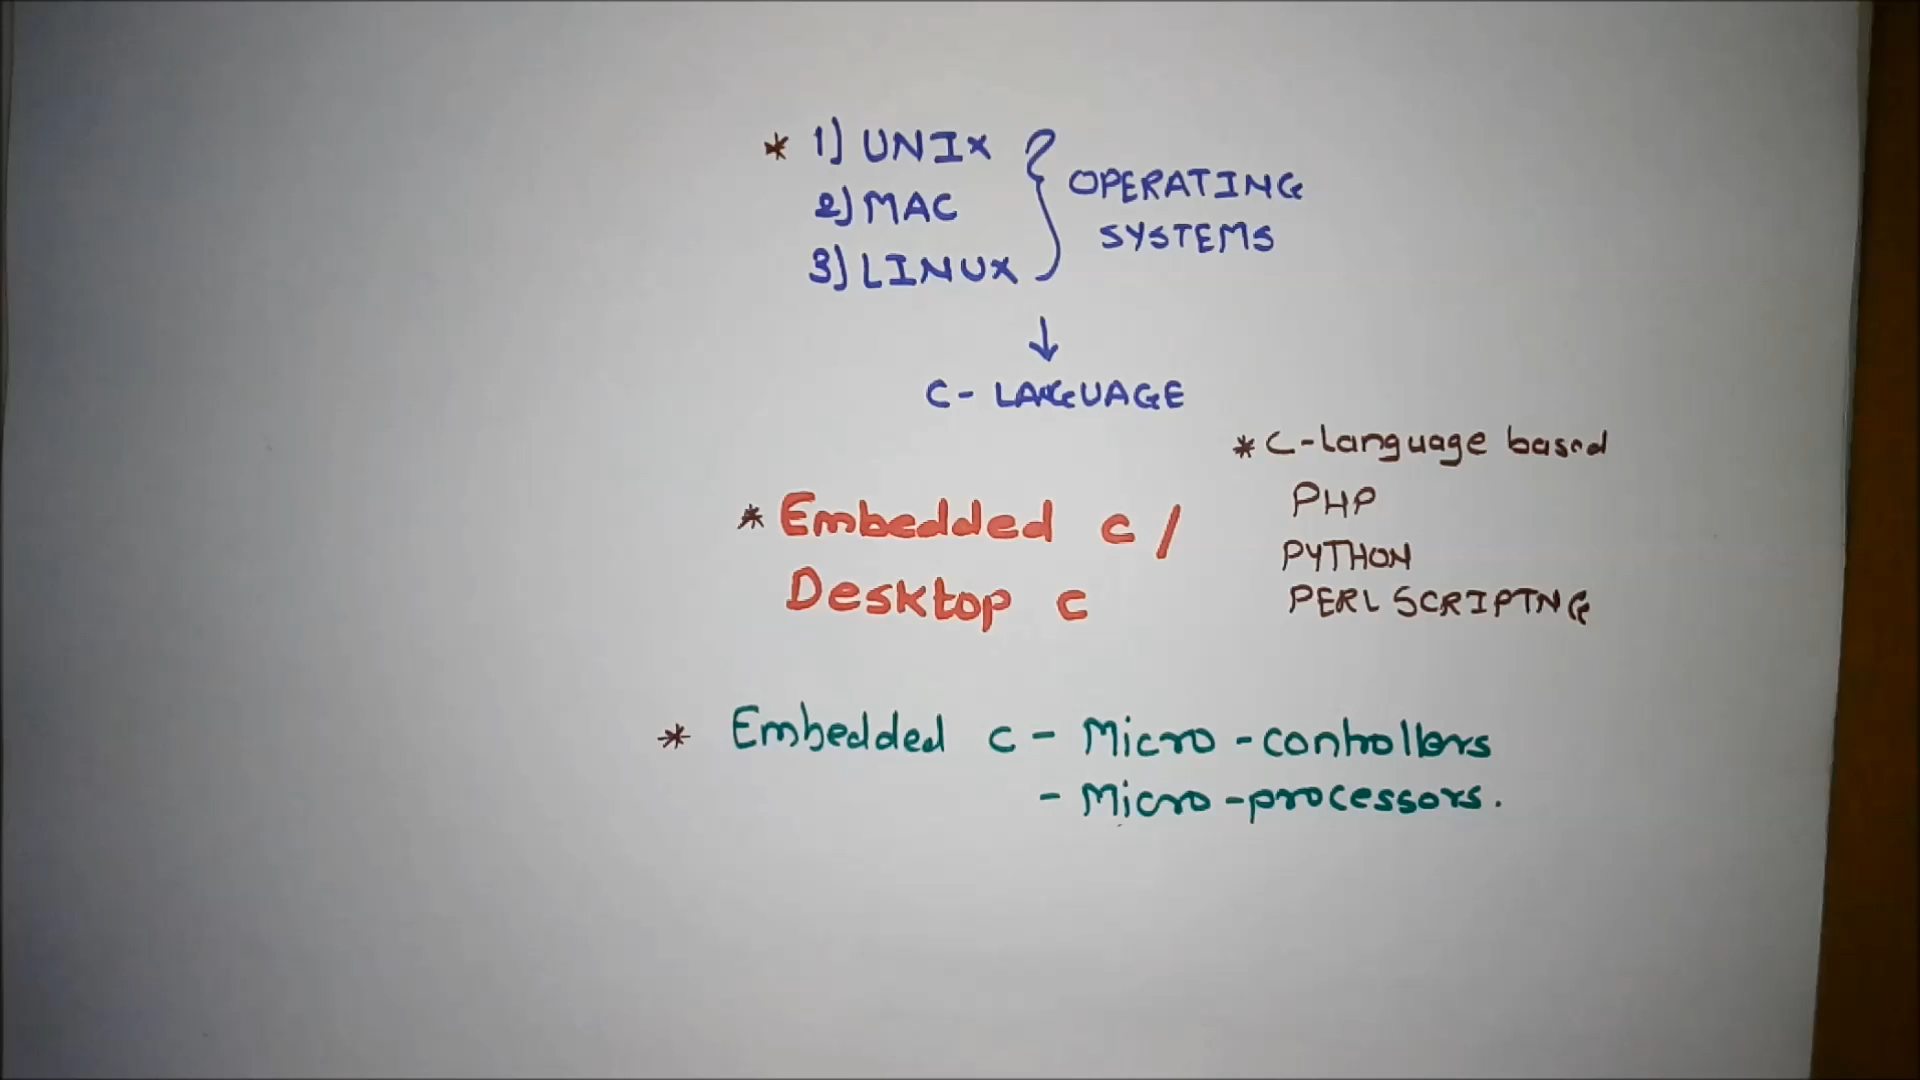 * 1) UNIX
2) MAC
3) LINUX
OPERATING
SYSTEMS
↓
C - LANGUAGE
* C-Language based
PHP
PYTHON
PERL SCRIPTNG
* Embedded C /
Desktop C
* Embedded C - Micro - controllers
- Micro - processors.